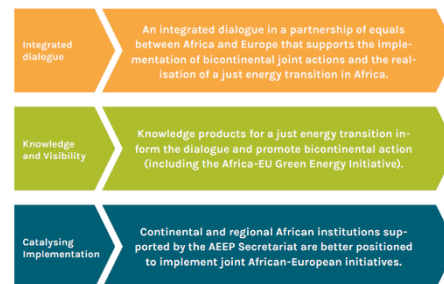 Integrated
dialogue
An integrated dialogue in a partnership of equals
between Africa and Europe that supports the imple-
mentation of bicontinental joint actions and the real-
isation of a just energy transition in Africa.
Knowledge
and Visibility
Knowledge products for a just energy transition in-
form the dialogue and promote bicontinental action
(including the Africa-EU Green Energy Initiative).
Catalysing
Implementation
Continental and regional African institutions sup-
ported by the AEEP Secretariat are better positioned
to implement joint African-European initiatives.